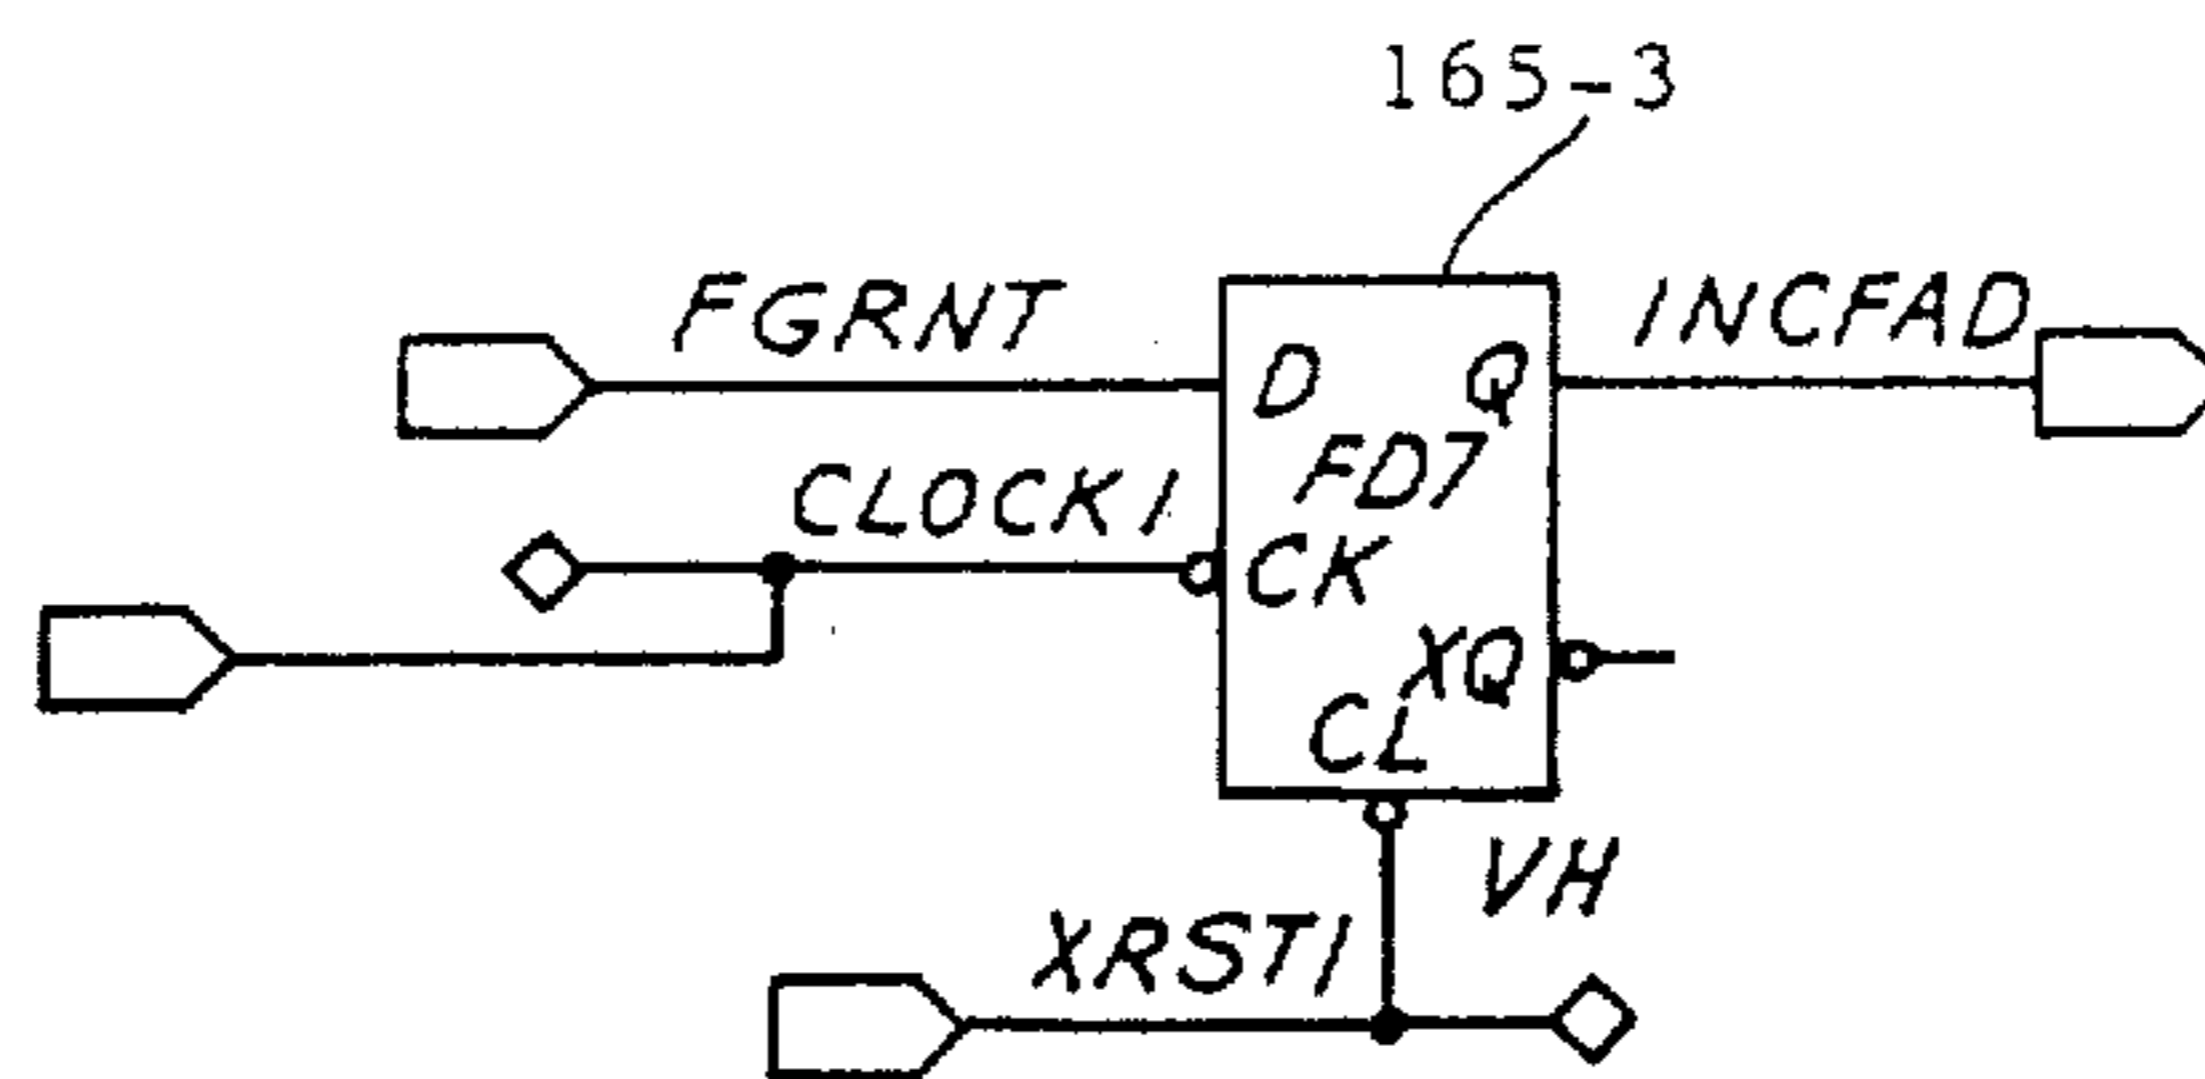 165-3
FGRNT
INCFAD
D
Q
FD7
CLOCK1
CK
XQ
CL
VH
XRST1